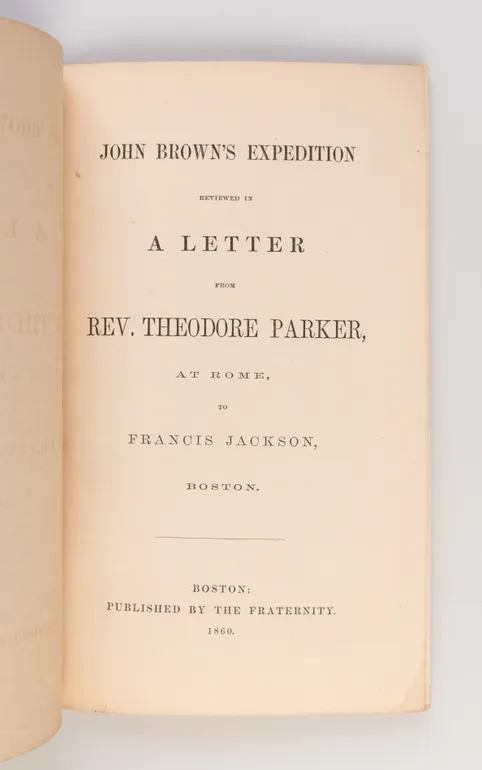 JOHN BROWN'S EXPEDITION
REVIEWED IN
A LETTER
FROM
REV. THEODORE PARKER,
AT ROME,
TO
FRANCIS JACKSON,
BOSTON.
BOSTON:
PUBLISHED BY THE FRATERNITY.
1860.